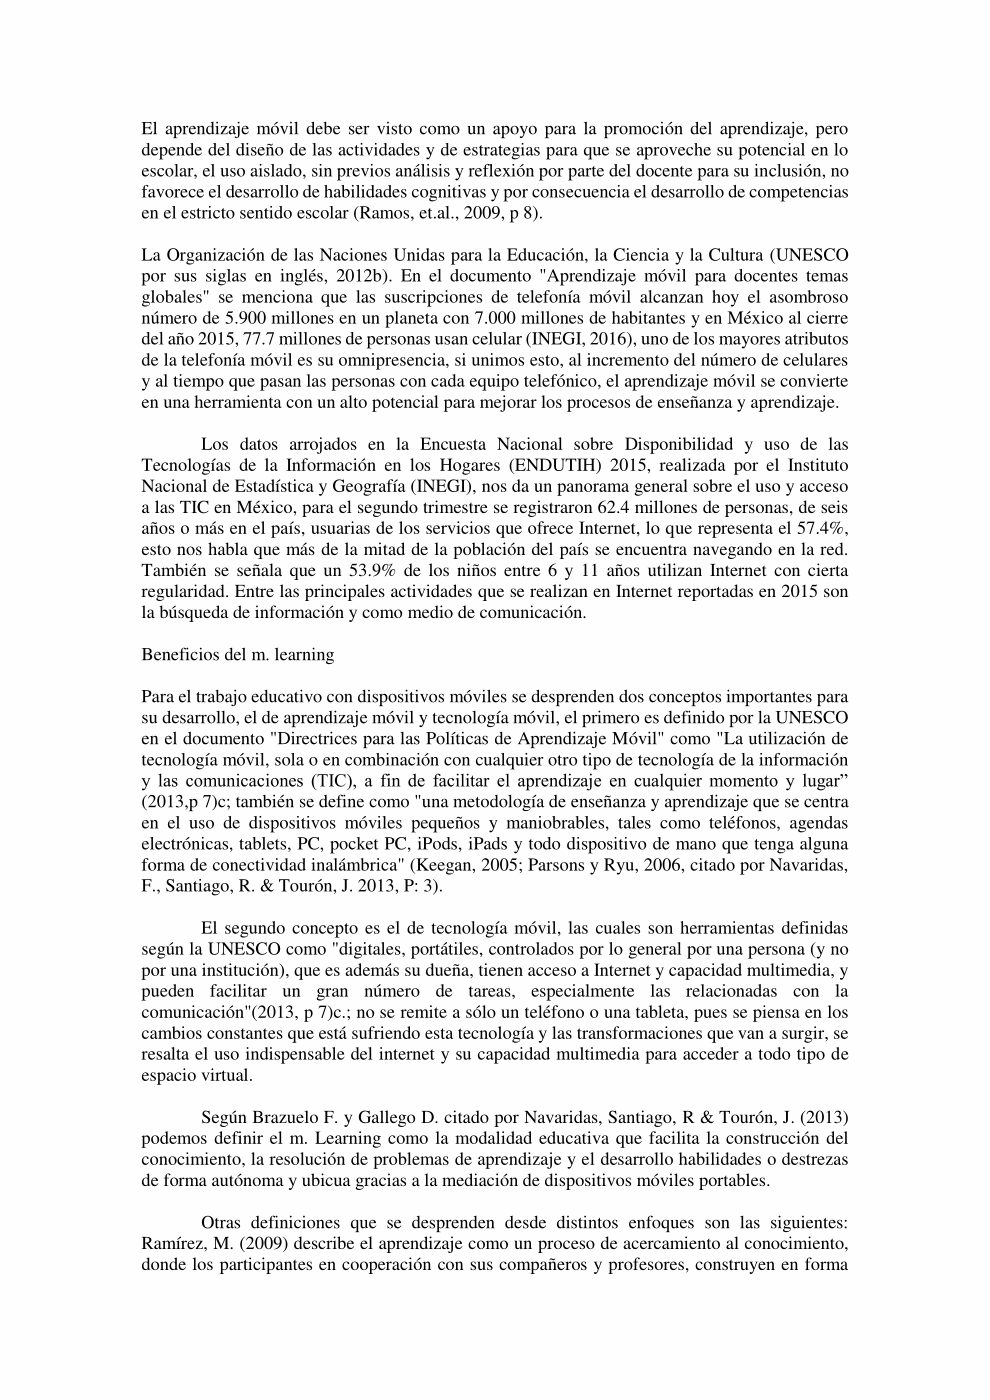 El aprendizaje móvil debe ser visto como un apoyo para la promoción del aprendizaje, pero
depende del diseño de las actividades y de estrategias para que se aproveche su potencial en lo
escolar, el uso aislado, sin previos análisis y reflexión por parte del docente para su inclusión, no
favorece el desarrollo de habilidades cognitivas y por consecuencia el desarrollo de competencias
en el estricto sentido escolar (Ramos, et.al., 2009, p 8).
La Organización de las Naciones Unidas para la Educación, la Ciencia y la Cultura (UNESCO
por sus siglas en inglés, 2012b). En el documento "Aprendizaje móvil para docentes temas
globales" se menciona que las suscripciones de telefonía móvil alcanzan hoy el asombroso
número de 5.900 millones en un planeta con 7.000 millones de habitantes y en México al cierre
del año 2015, 77.7 millones de personas usan celular (INEGI, 2016), uno de los mayores atributos
de la telefonía móvil es su omnipresencia, si unimos esto, al incremento del número de celulares
y al tiempo que pasan las personas con cada equipo telefónico, el aprendizaje móvil se convierte
en una herramienta con un alto potencial para mejorar los procesos de enseñanza y aprendizaje.
Los datos arrojados en la Encuesta Nacional sobre Disponibilidad y uso de las
Tecnologías de la Información en los Hogares (ENDUTIH) 2015, realizada por el Instituto
Nacional de Estadística y Geografía (INEGI), nos da un panorama general sobre el uso y acceso
a las TIC en México, para el segundo trimestre se registraron 62.4 millones de personas, de seis
años o más en el país, usuarias de los servicios que ofrece Internet, lo que representa el 57.4%,
esto nos habla que más de la mitad de la población del país se encuentra navegando en la red.
También se señala que un 53.9% de los niños entre 6 y 11 años utilizan Internet con cierta
regularidad. Entre las principales actividades que se realizan en Internet reportadas en 2015 son
la búsqueda de información y como medio de comunicación.
Beneficios del m. learning
Para el trabajo educativo con dispositivos móviles se desprenden dos conceptos importantes para
su desarrollo, el de aprendizaje móvil y tecnología móvil, el primero es definido por la UNESCO
en el documento "Directrices para las Políticas de Aprendizaje Móvil" como "La utilización de
tecnología móvil, sola o en combinación con cualquier otro tipo de tecnología de la información
y las comunicaciones (TIC), a fin de facilitar el aprendizaje en cualquier momento y lugar”
(2013,p 7)c; también se define como "una metodología de enseñanza y aprendizaje que se centra
en el uso de dispositivos móviles pequeños y maniobrables, tales como teléfonos, agendas
electrónicas, tablets, PC, pocket PC, iPods, iPads y todo dispositivo de mano que tenga alguna
forma de conectividad inalámbrica" (Keegan, 2005; Parsons y Ryu, 2006, citado por Navaridas,
F., Santiago, R. & Tourón, J. 2013, P: 3).
El segundo concepto es el de tecnología móvil, las cuales son herramientas definidas
según la UNESCO como "digitales, portátiles, controlados por lo general por una persona (y no
por una institución), que es además su dueña, tienen acceso a Internet y capacidad multimedia, y
pueden facilitar un gran número de tareas, especialmente las relacionadas con la
comunicación"(2013, p 7)c.; no se remite a sólo un teléfono o una tableta, pues se piensa en los
cambios constantes que está sufriendo esta tecnología y las transformaciones que van a surgir, se
resalta el uso indispensable del internet y su capacidad multimedia para acceder a todo tipo de
espacio virtual.
Según Brazuelo F. y Gallego D. citado por Navaridas, Santiago, R & Tourón, J. (2013)
podemos definir el m. Learning como la modalidad educativa que facilita la construcción del
conocimiento, la resolución de problemas de aprendizaje y el desarrollo habilidades o destrezas
de forma autónoma y ubicua gracias a la mediación de dispositivos móviles portables.
Otras definiciones que se desprenden desde distintos enfoques son las siguientes:
Ramírez, M. (2009) describe el aprendizaje como un proceso de acercamiento al conocimiento,
donde los participantes en cooperación con sus compañeros y profesores, construyen en forma